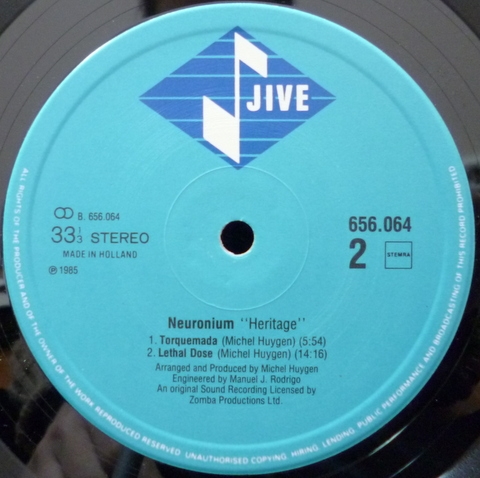 JIVE
B. 656.064
33⅓ STEREO
MADE IN HOLLAND
℗ 1985
656.064
2
STEMRA
Neuronium "Heritage"
1. Torquemada (Michel Huygen) (5:54)
2. Lethal Dose (Michel Huygen) (14:16)
Arranged and Produced by Michel Huygen
Engineered by Manuel J. Rodrigo
An original Sound Recording Licensed by
Zomba Productions Ltd.
ALL RIGHTS OF THE PRODUCER AND OF THE OWNER OF THE WORK REPRODUCED RESERVED. UNAUTHORISED COPYING, HIRING, LENDING, PUBLIC PERFORMANCE AND BROADCASTING OF THIS RECORD PROHIBITED